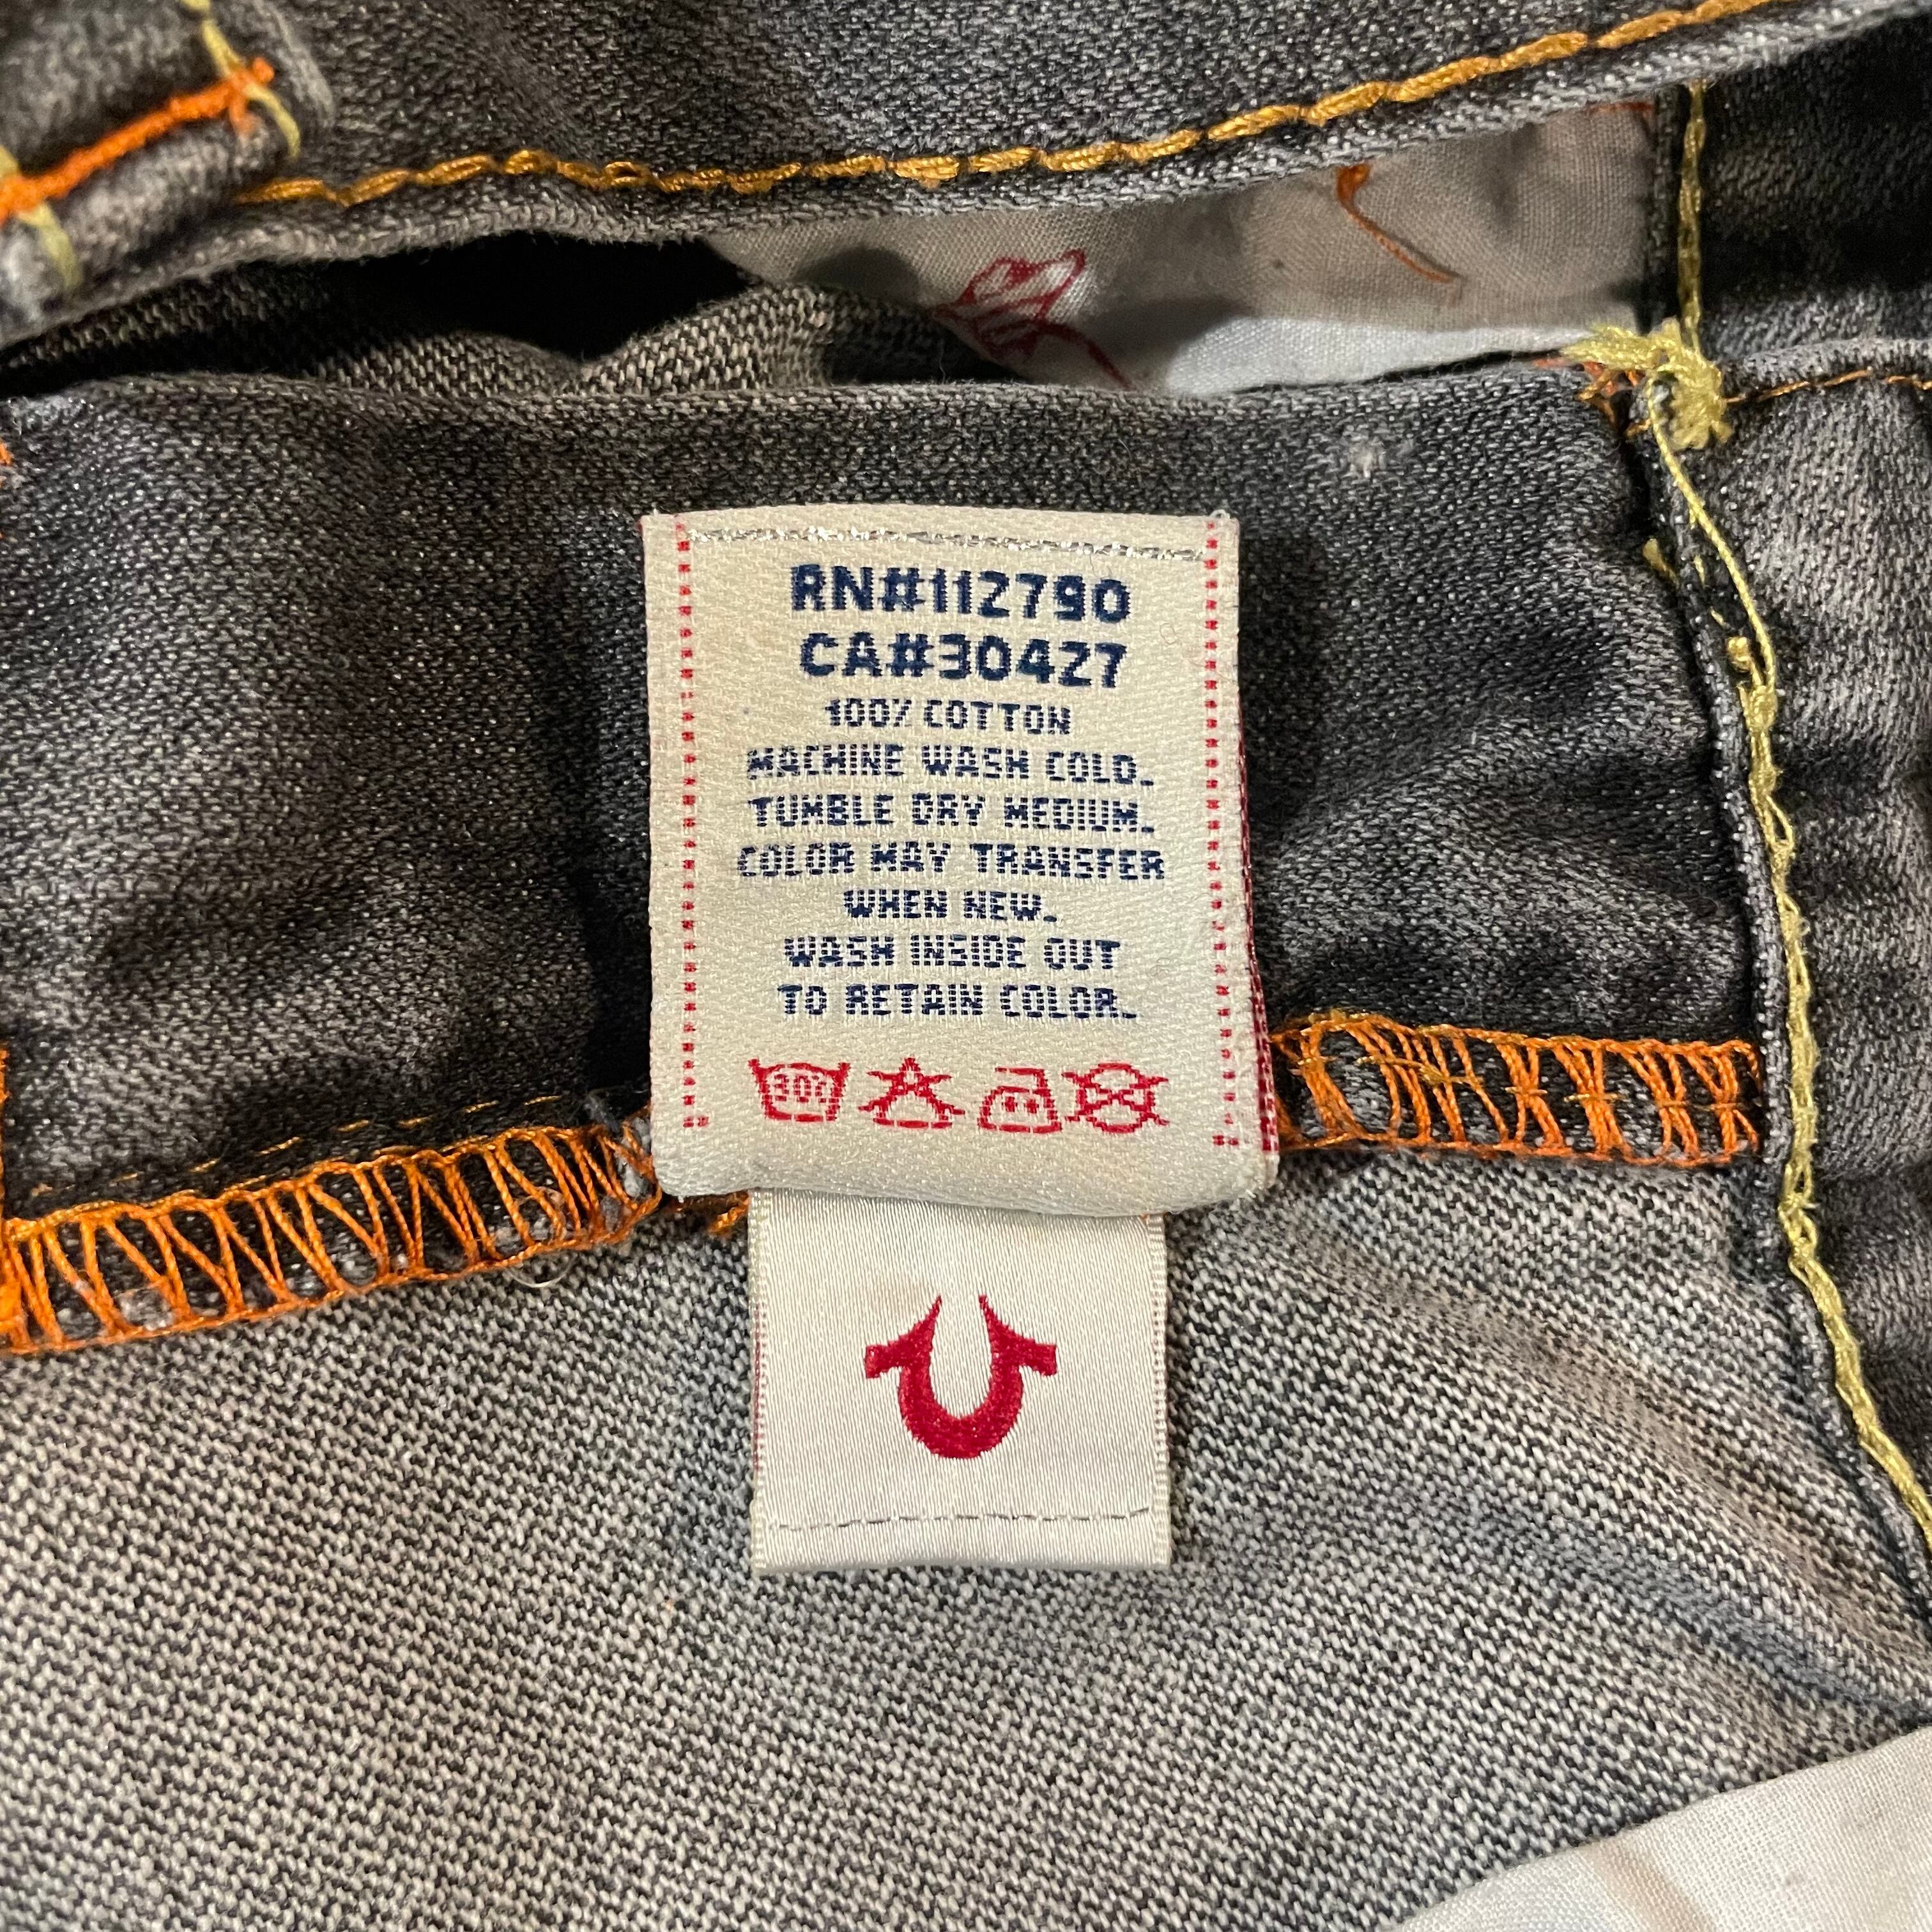 RN#112790
CA#30427
100% COTTON
MACHINE WASH COLD.
TUMBLE DRY MEDIUM.
COLOR MAY TRANSFER
WHEN NEW.
WASH INSIDE OUT
TO RETAIN COLOR.
30C